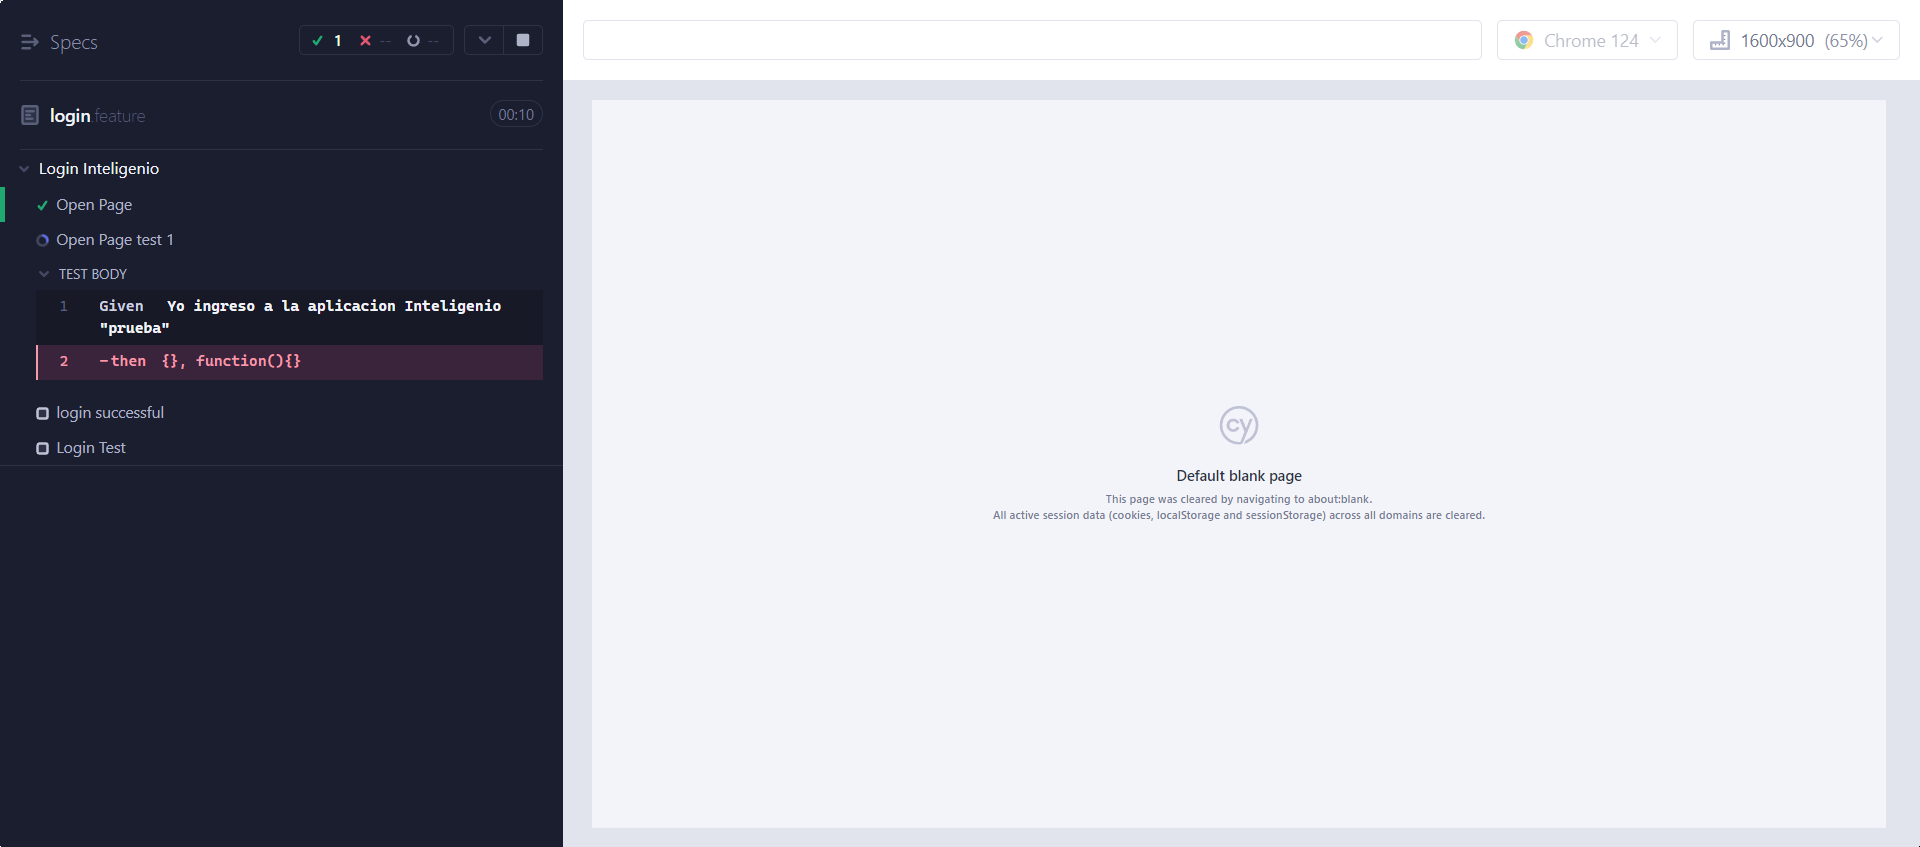 Specs
1
--
--
login.feature
00:10
Login Inteligenio
Open Page
Open Page test 1
TEST BODY
1 Given Yo ingreso a la aplicacion Inteligenio
"prueba"
2 -then {}, function(){}
login successful
Login Test
Chrome 124
1600x900 (65%)
cy
Default blank page
This page was cleared by navigating to about:blank.
All active session data (cookies, localStorage and sessionStorage) across all domains are cleared.